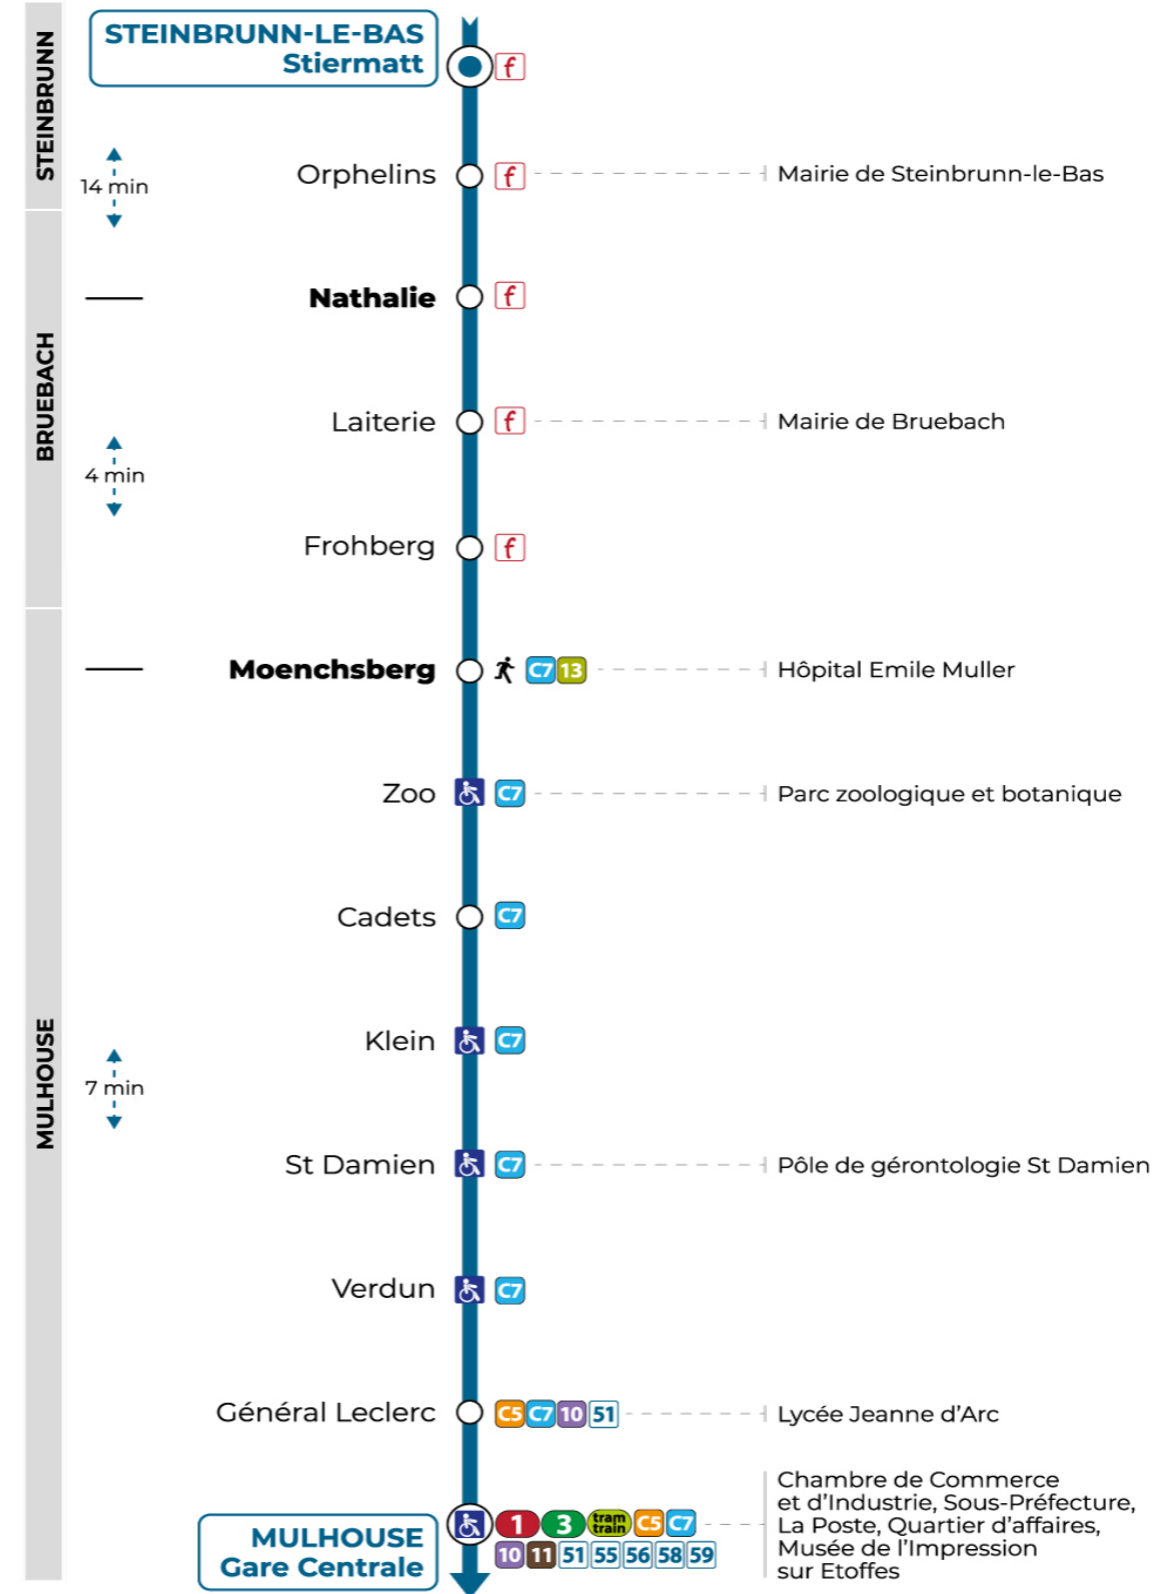 STEINBRUNN
STEINBRUNN-LE-BAS
Stiermatt
f
14 min
Orphelins
f
Mairie de Steinbrunn-le-Bas
BRUEBACH
Nathalie
f
Laiterie
f
Mairie de Bruebach
4 min
Frohberg
f
MULHOUSE
Moenchsberg
C7 13
Hôpital Emile Muller
Zoo
C7
Parc zoologique et botanique
Cadets
C7
Klein
C7
7 min
St Damien
C7
Pôle de gérontologie St Damien
Verdun
C7
Général Leclerc
C5 C7 10 51
Lycée Jeanne d’Arc
MULHOUSE
Gare Centrale
1 3 tram train C5 C7
10 11 51 55 56 58 59
Chambre de Commerce
et d’Industrie, Sous-Préfecture,
La Poste, Quartier d’affaires,
Musée de l’Impression
sur Etoffes